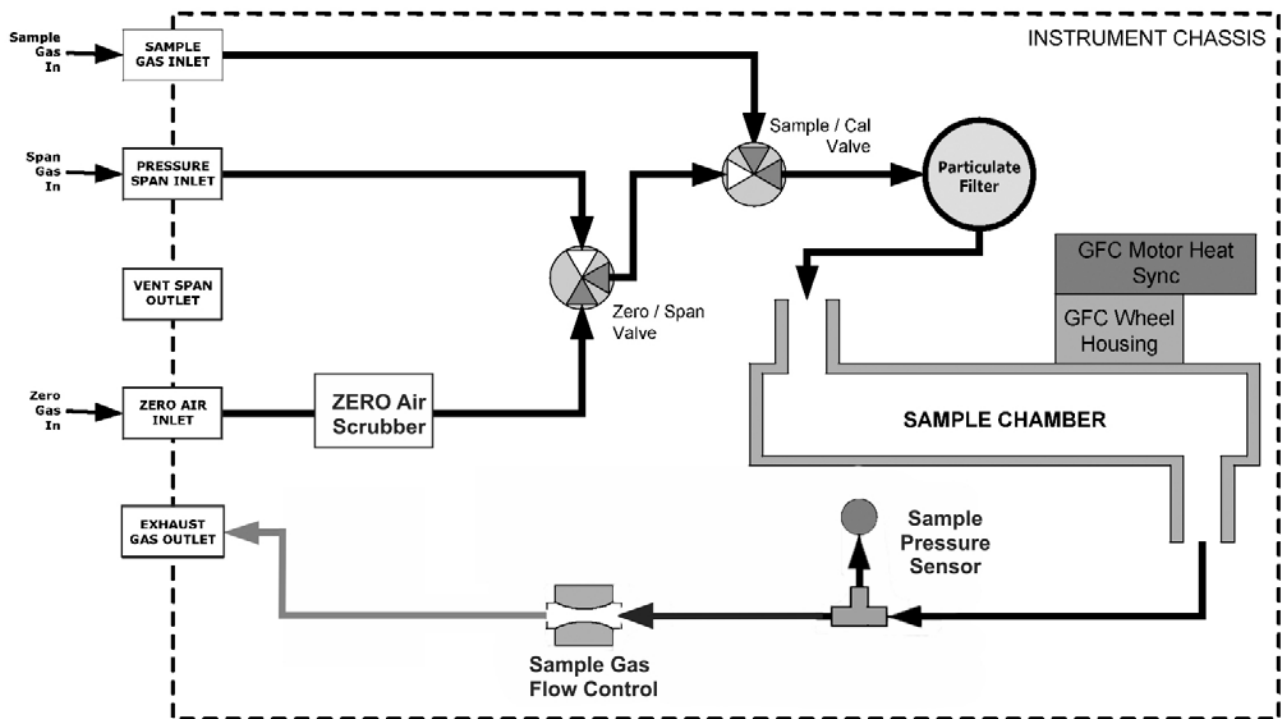 INSTRUMENT CHASSIS
Sample
Gas
In
SAMPLE
GAS INLET
Sample / Cal
Valve
Span
Gas
In
PRESSURE
SPAN INLET
Particulate
Filter
VENT SPAN
OUTLET
Zero / Span
Valve
GFC Motor Heat
Sync
GFC Wheel
Housing
Zero
Gas
In
ZERO AIR
INLET
ZERO Air
Scrubber
SAMPLE CHAMBER
EXHAUST
GAS OUTLET
Sample
Pressure
Sensor
Sample Gas
Flow Control